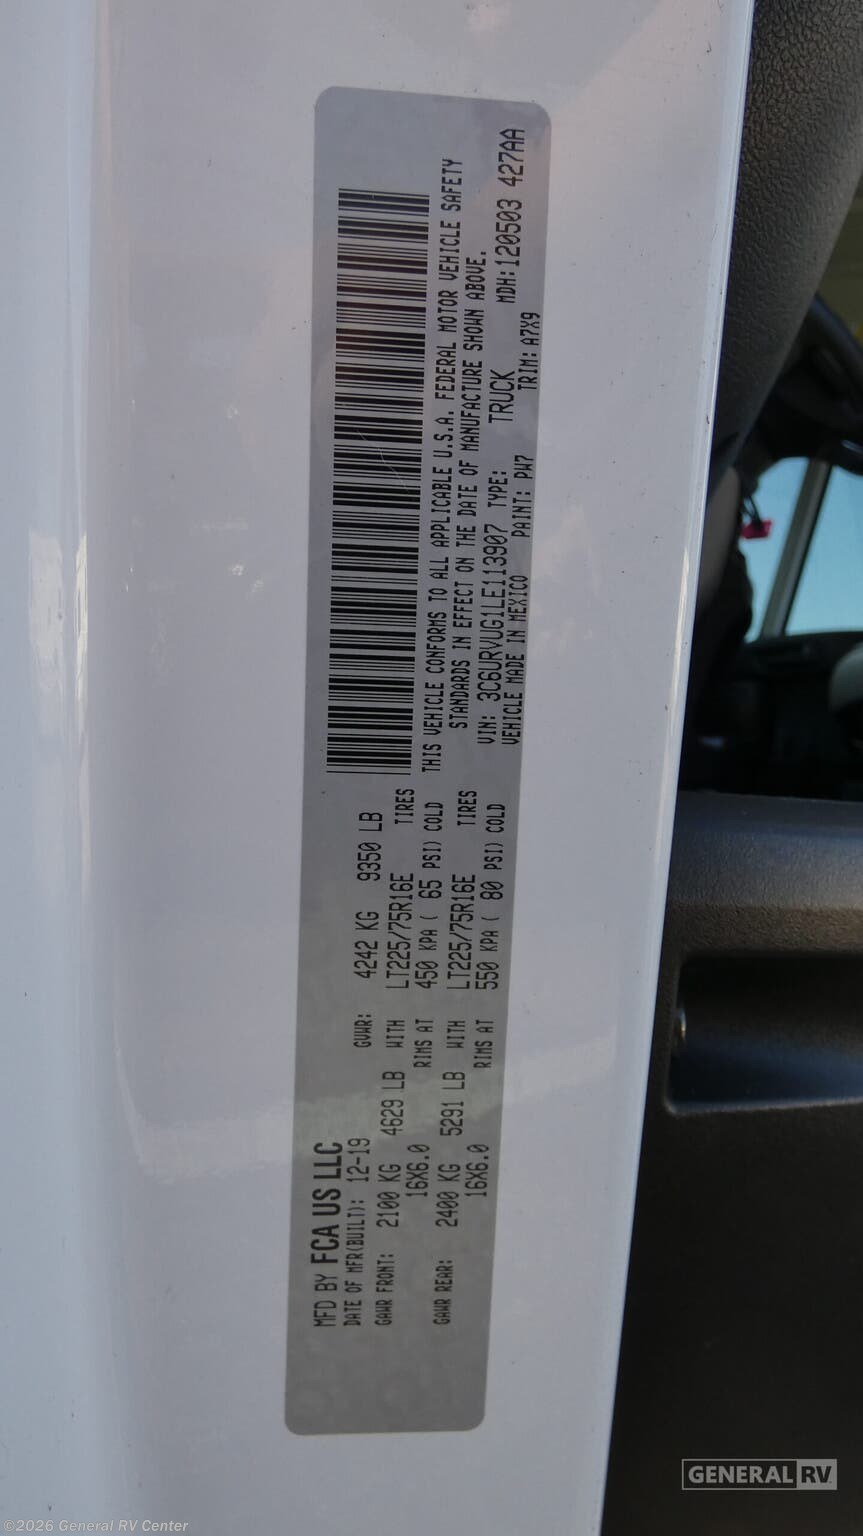 MFD BY FCA US LLC
DATE OF MFR(BUILT): 12-19 GVWR: 4242 KG 9350 LB
GAWR FRONT: 2100 KG 4629 LB WITH LT225/75R16E TIRES
16X6.0 RIMS AT 450 KPA ( 65 PSI) COLD
GAWR REAR: 2400 KG 5291 LB WITH LT225/75R16E TIRES
16X6.0 RIMS AT 550 KPA ( 80 PSI) COLD
THIS VEHICLE CONFORMS TO ALL APPLICABLE U.S.A. FEDERAL MOTOR VEHICLE SAFETY
STANDARDS IN EFFECT ON THE DATE OF MANUFACTURE SHOWN ABOVE.
VIN: 3C6URVUG1LE113907 TYPE: TRUCK MDH:120503 427AA
VEHICLE MADE IN MEXICO PAINT: PW7 TRIM: A7X9
GENERAL RV
©2026 General RV Center